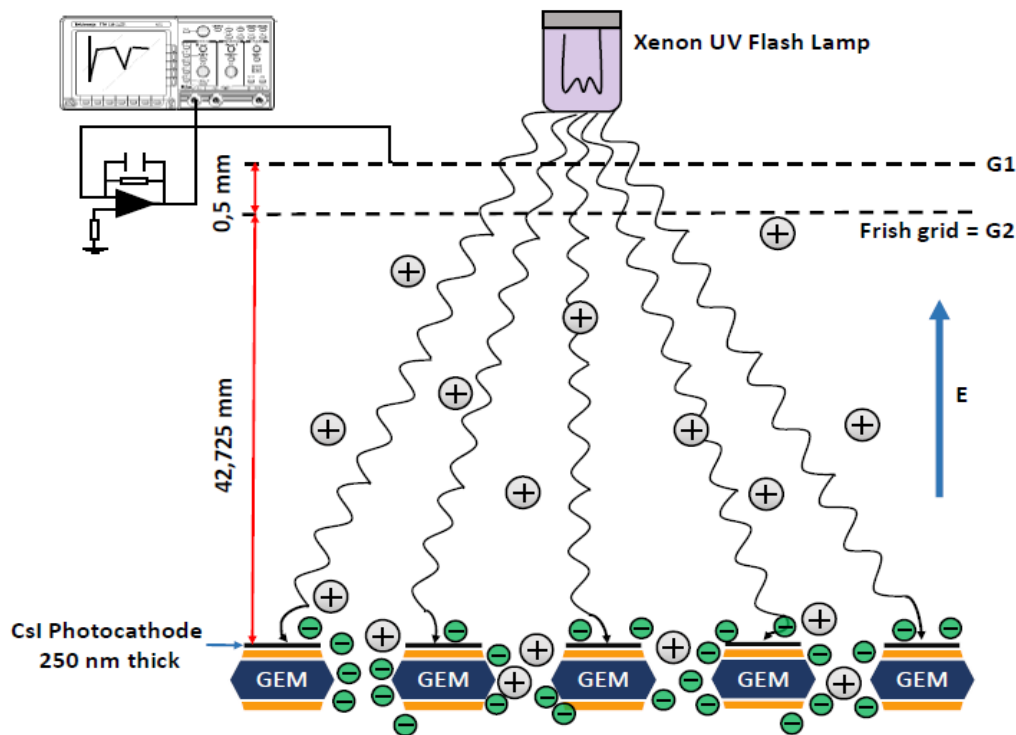 Xenon UV Flash Lamp
G1
0,5 mm
Frish grid = G2
E
42,725 mm
CsI Photocathode
250 nm thick
GEM
GEM
GEM
GEM
GEM